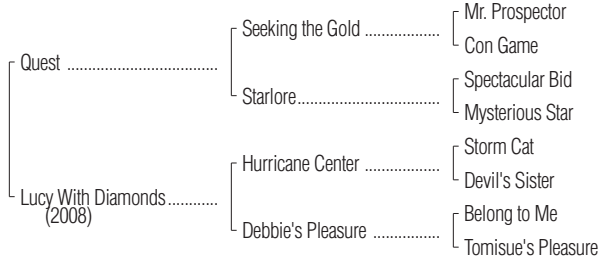 Mr. Prospector
Seeking the Gold ..................
Con Game
Quest ....................................
Spectacular Bid
Starlore..................................
Mysterious Star
Storm Cat
Hurricane Center ..................
Devil's Sister
Lucy With Diamonds............
(2008)
Belong to Me
Debbie's Pleasure ................
Tomisue's Pleasure